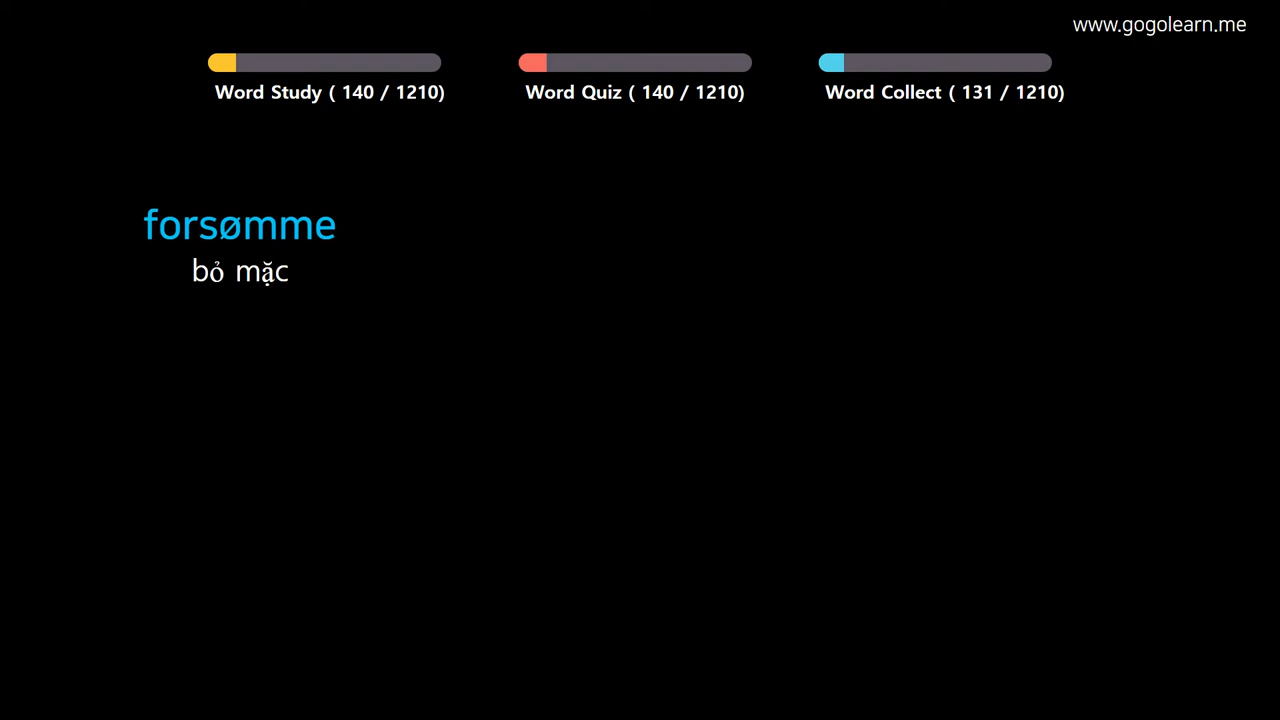 www.gogolearn.me
Word Study ( 140 / 1210)
Word Quiz ( 140 / 1210)
Word Collect ( 131 / 1210)
forsømme
bỏ mặc